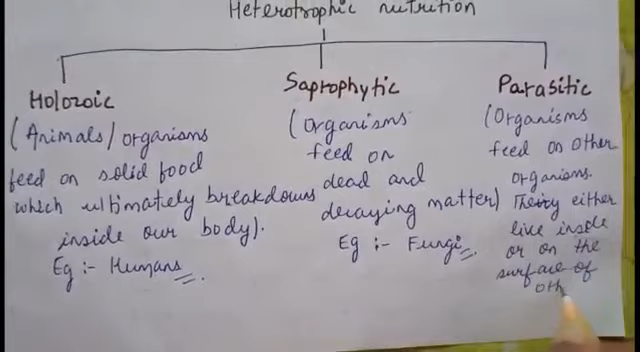 Heterotrophic nutrition
Holozoic
(Animals/organisms
feed on solid food
which ultimately breakdowns
inside our body).
Eg :- Humans.
Saprophytic
(Organisms
feed on
dead and
decaying matter)
Eg :- Fungi.
Parasitic
(Organisms
feed on other
organisms.
They either
live inside
or on the
surface of
oth